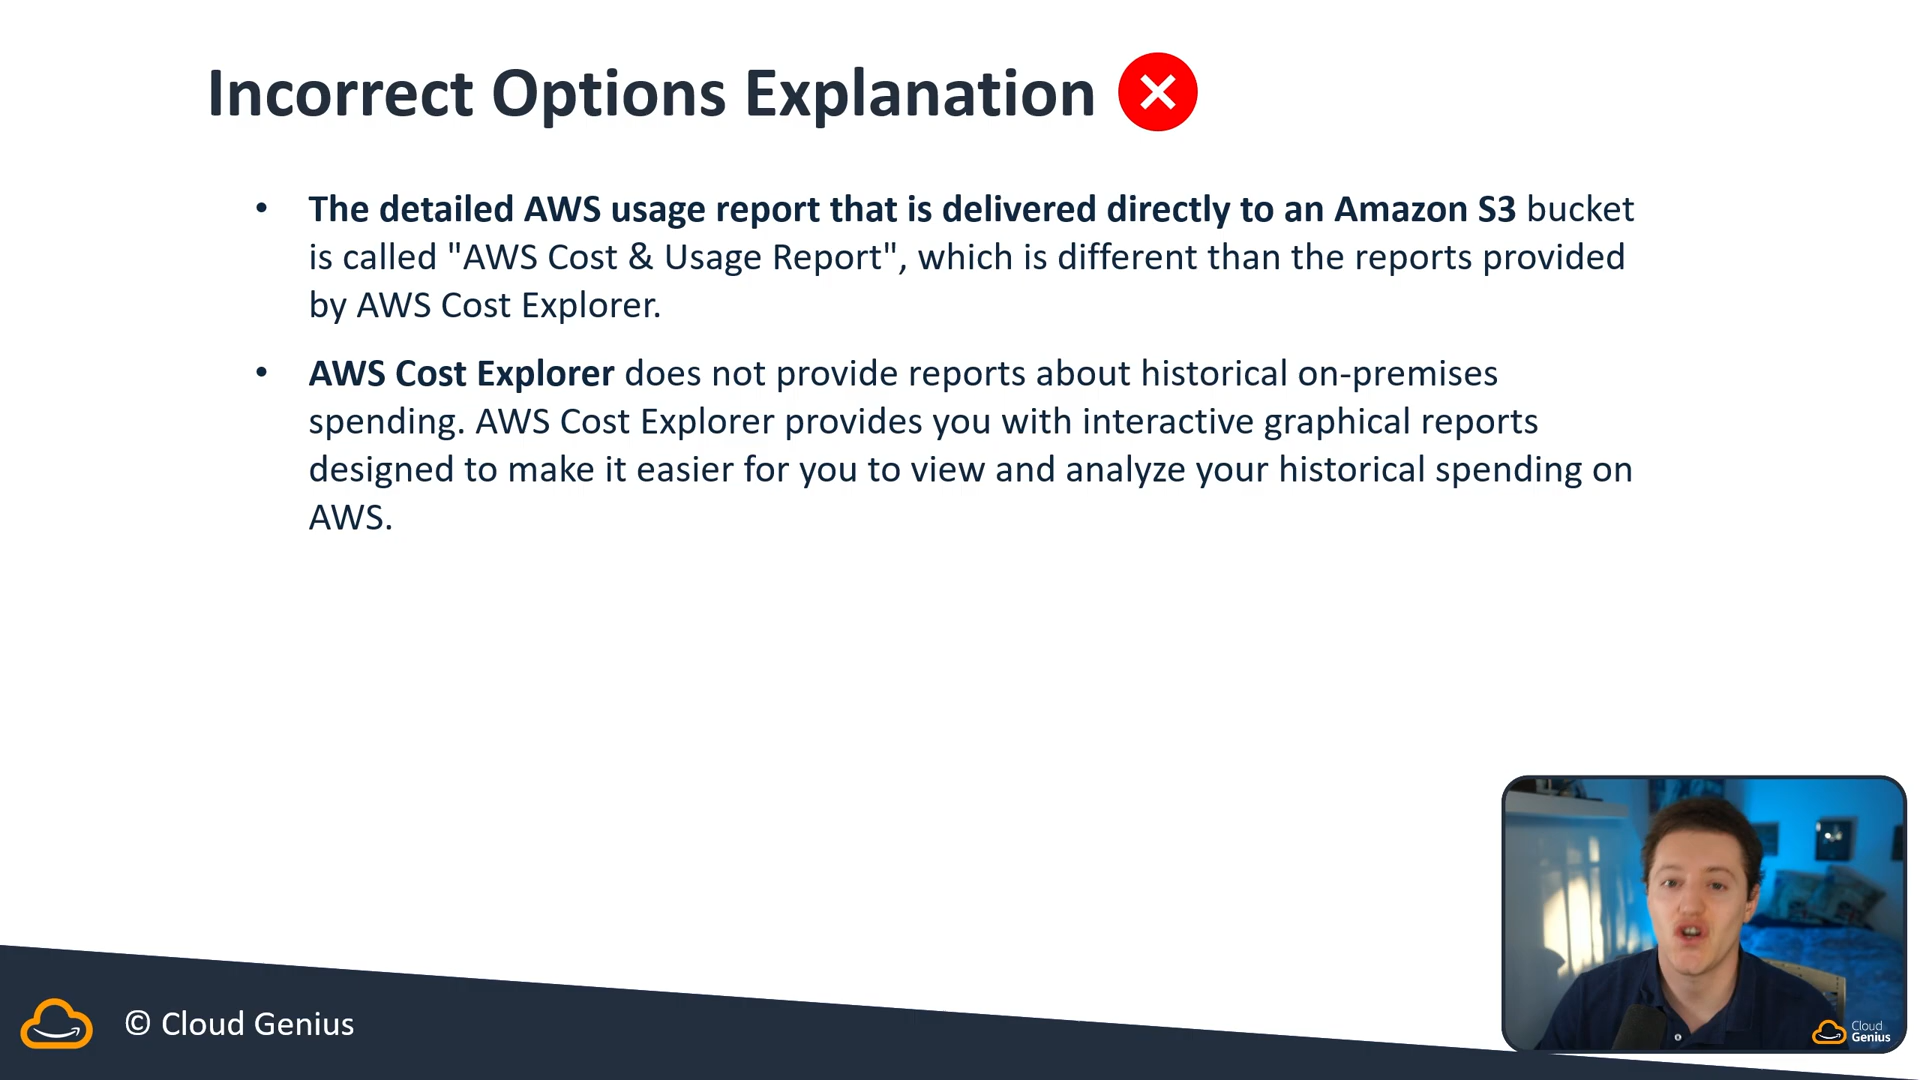 Incorrect Options Explanation
• The detailed AWS usage report that is delivered directly to an Amazon S3 bucket
is called "AWS Cost & Usage Report", which is different than the reports provided
by AWS Cost Explorer.
• AWS Cost Explorer does not provide reports about historical on-premises
spending. AWS Cost Explorer provides you with interactive graphical reports
designed to make it easier for you to view and analyze your historical spending on
AWS.
© Cloud Genius
Cloud
Genius